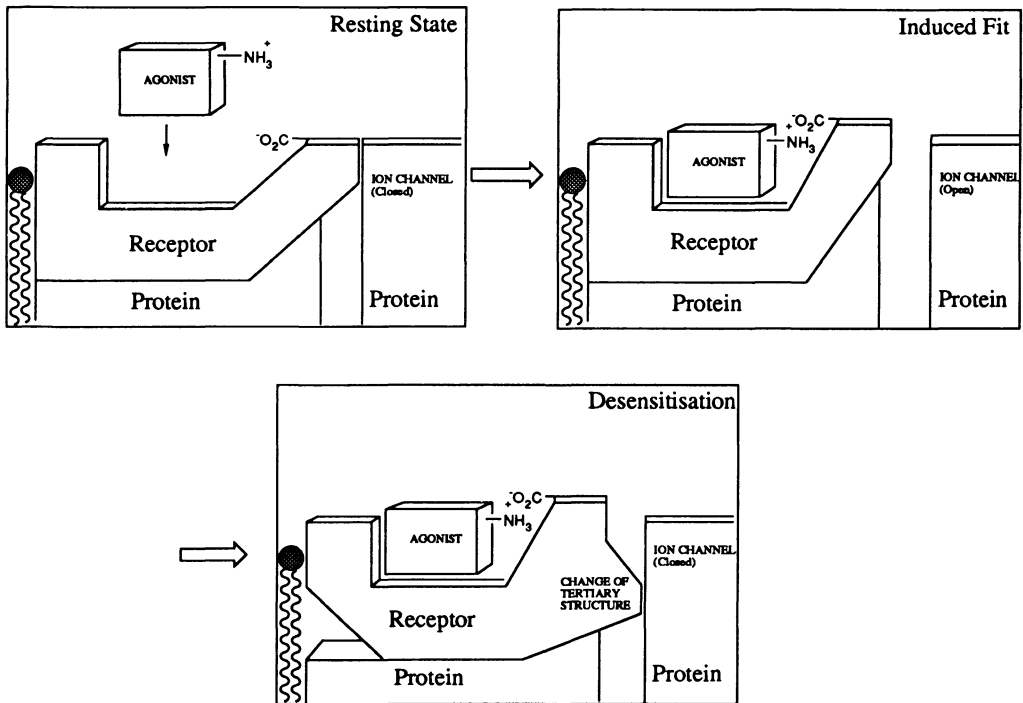 Resting State
AGONIST
NH3+
-O2C
ION CHANNEL
(Closed)
Receptor
Protein
Protein
Induced Fit
-O2C
+NH3
AGONIST
ION CHANNEL
(Open)
Receptor
Protein
Protein
Desensitisation
-O2C
+NH3
AGONIST
ION CHANNEL
(Closed)
CHANGE OF
TERTIARY
STRUCTURE
Receptor
Protein
Protein